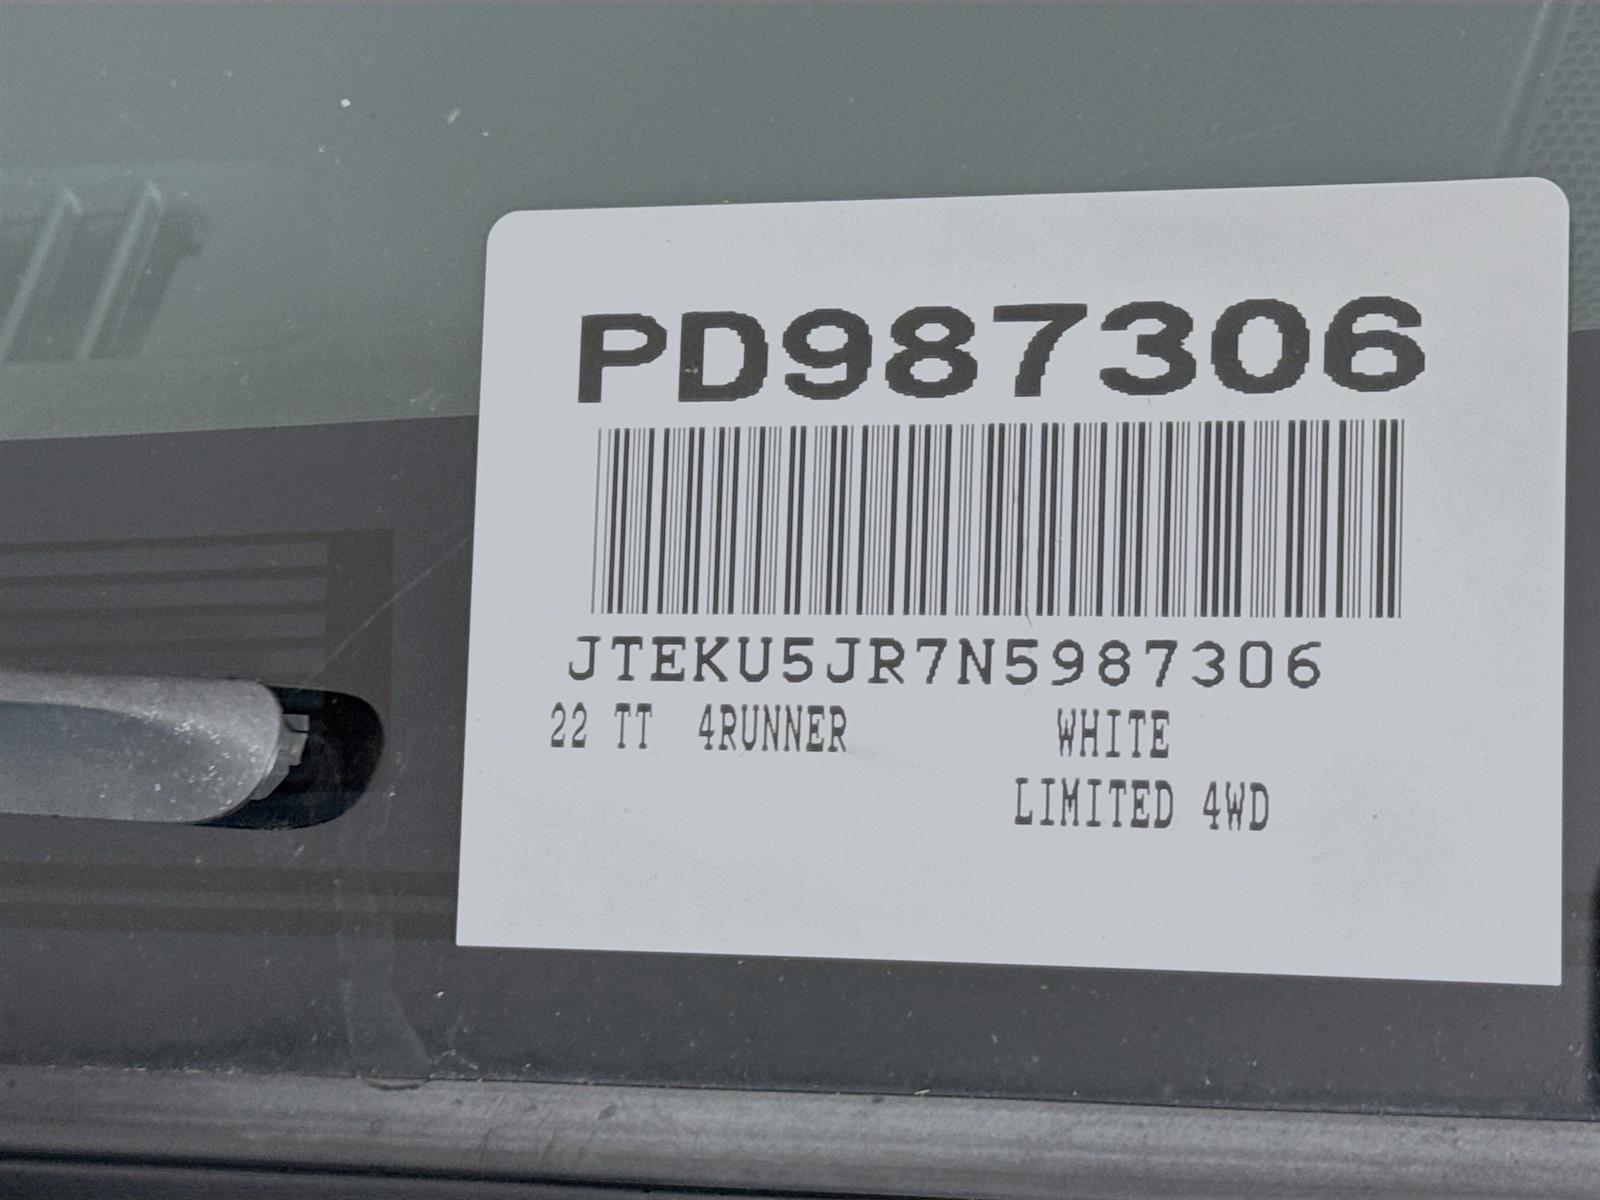 PD987306
JTEKU5JR7N5987306
22 TT 4RUNNER WHITE
LIMITED 4WD